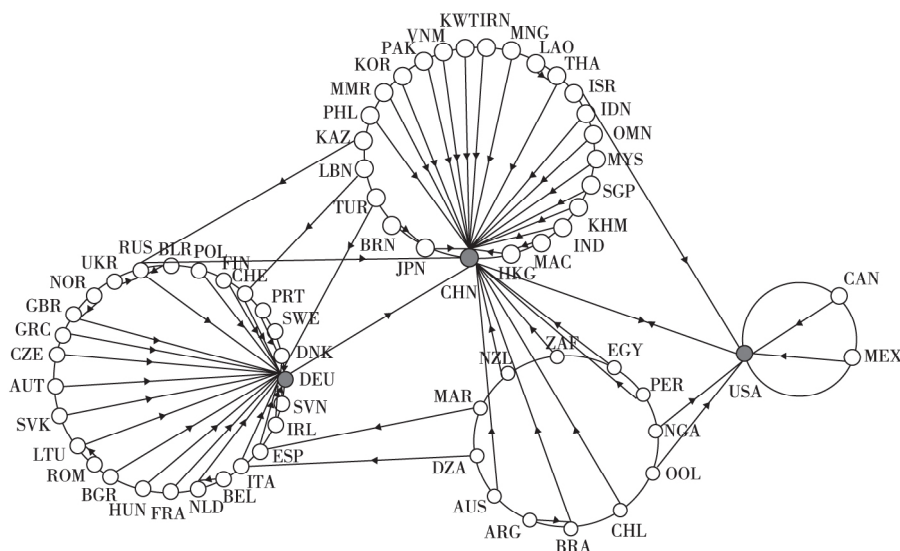 KWT IRN
VNM
MNG
PAK
LAO
KOR
THA
MMR
ISR
PHL
IDN
KAZ
OMN
LBN
MYS
TUR
SGP
BRN
KHM
IND
JPN
MAC
HKG
CHN
RUS
BLR
POL
UKR
FIN
NOR
CHE
GBR
PRT
GRC
SWE
CZE
DNK
AUT
DEU
SVK
SVN
LTU
IRL
ROM
ESP
BGR
ITA
HUN
FRA
NLD
BEL
CAN
MEX
USA
ZAF
NZL
EGY
MAR
PER
NGA
DZA
OOL
AUS
CHL
ARG
BRA